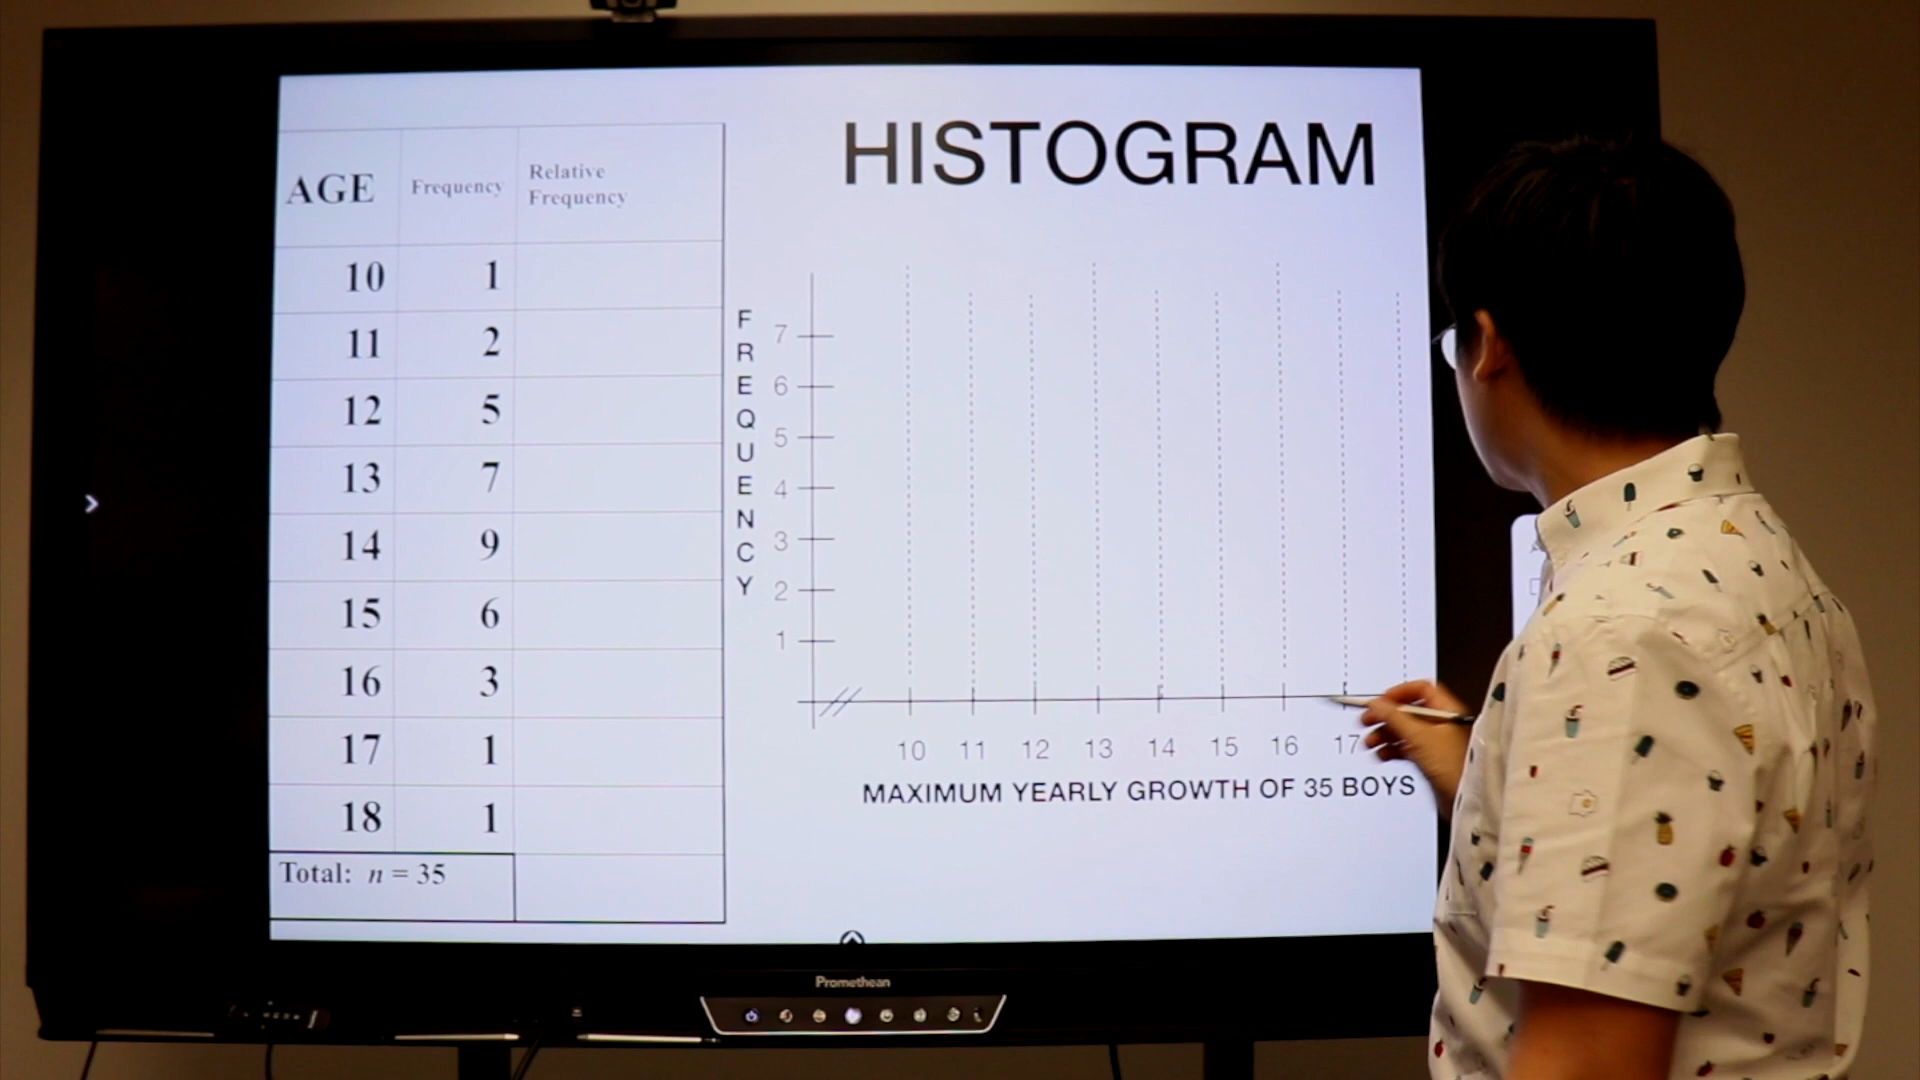 HISTOGRAM
AGE Frequency Relative Frequency
10 1
11 2
12 5
13 7
14 9
15 6
16 3
17 1
18 1
Total: n = 35
FREQUENCY
7
6
5
4
3
2
1
10 11 12 13 14 15 16 17
MAXIMUM YEARLY GROWTH OF 35 BOYS
Promethean